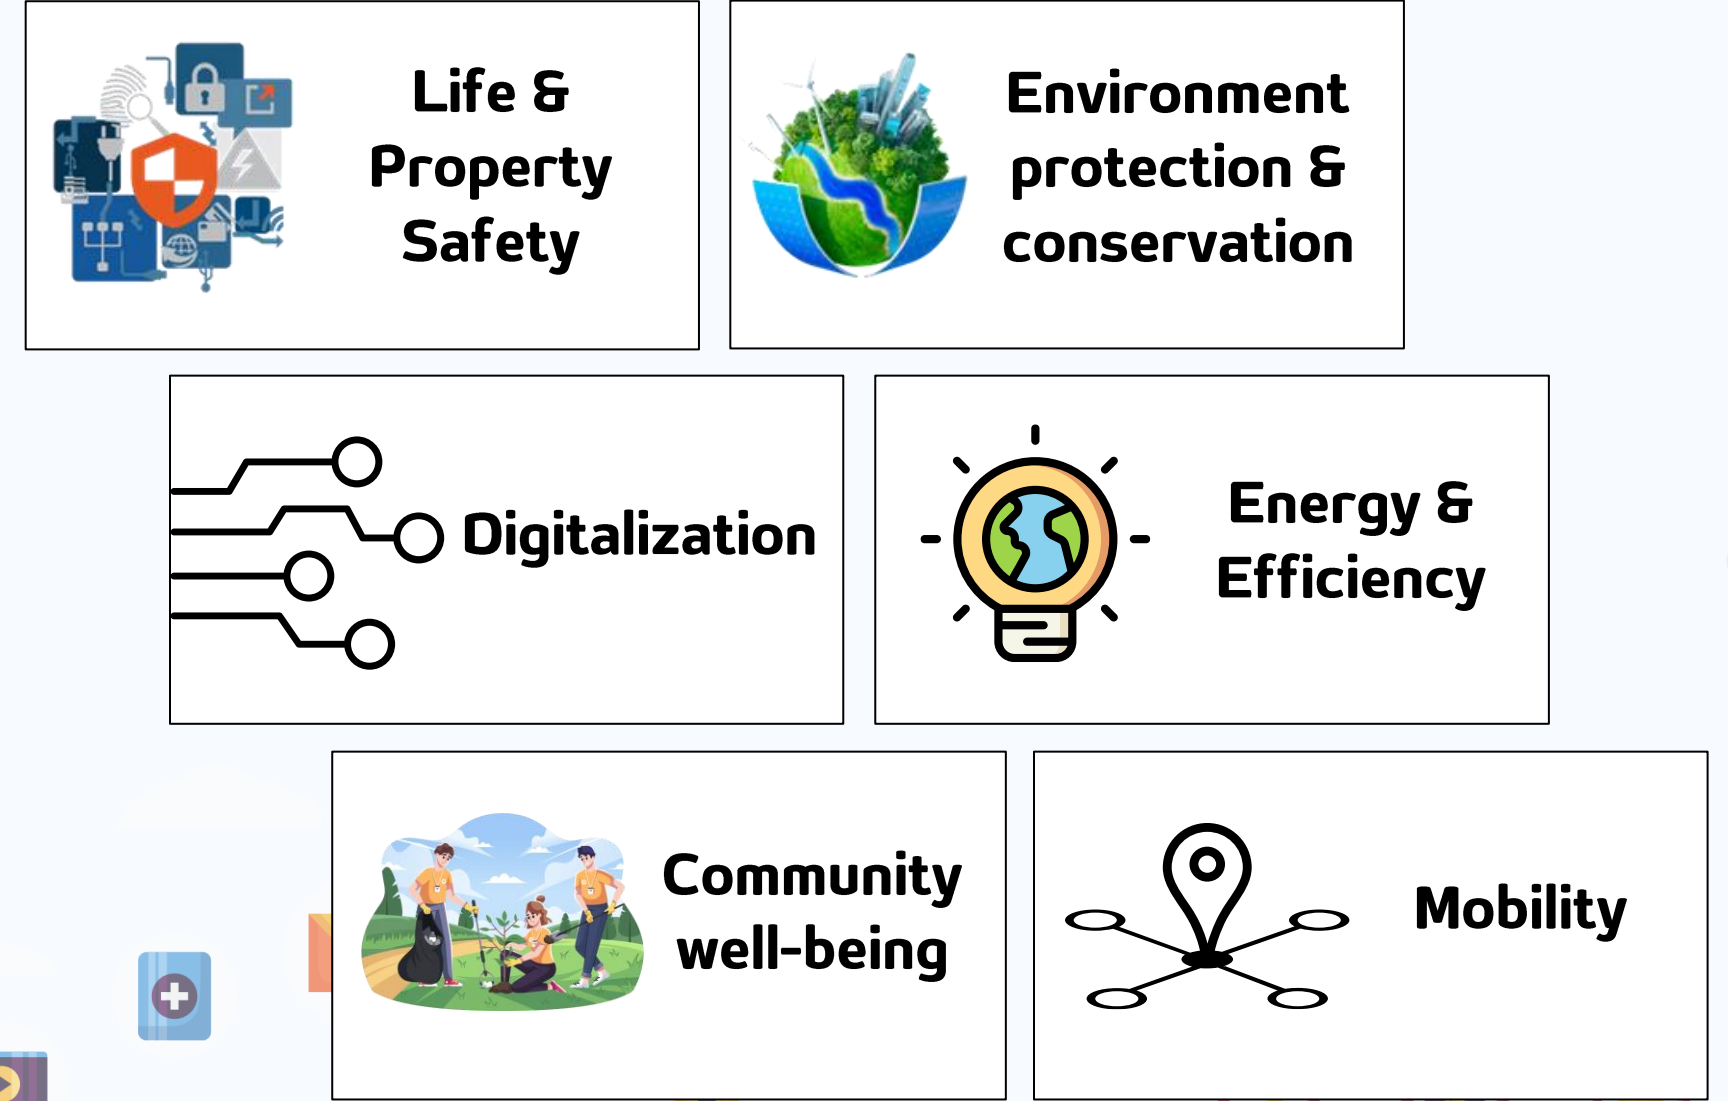 Life &
Property
Safety
Environment
protection &
conservation
Digitalization
Energy &
Efficiency
Community
well-being
Mobility